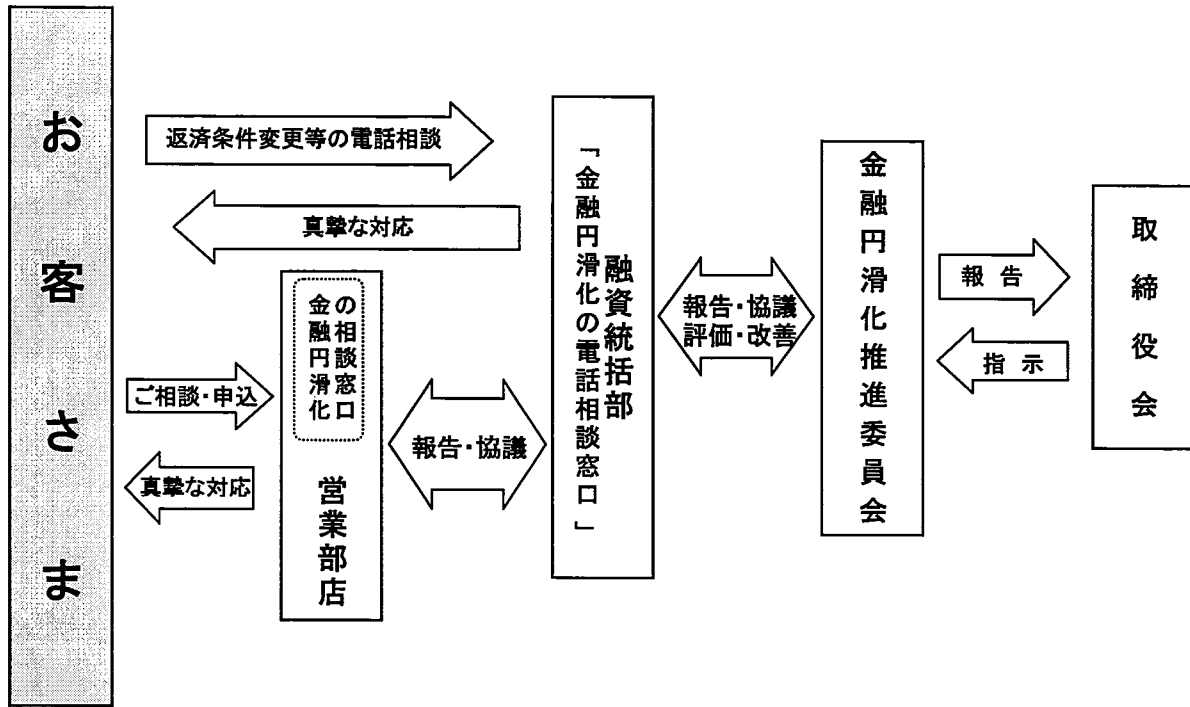 お客さま
返済条件変更等の電話相談
真摯な対応
ご相談・申込
真摯な対応
金融円滑化
の相談窓口
営業部店
報告・協議
融資統括部
「金融円滑化の電話相談窓口」
報告・協議
評価・改善
金融円滑化推進委員会
報告
指示
取締役会